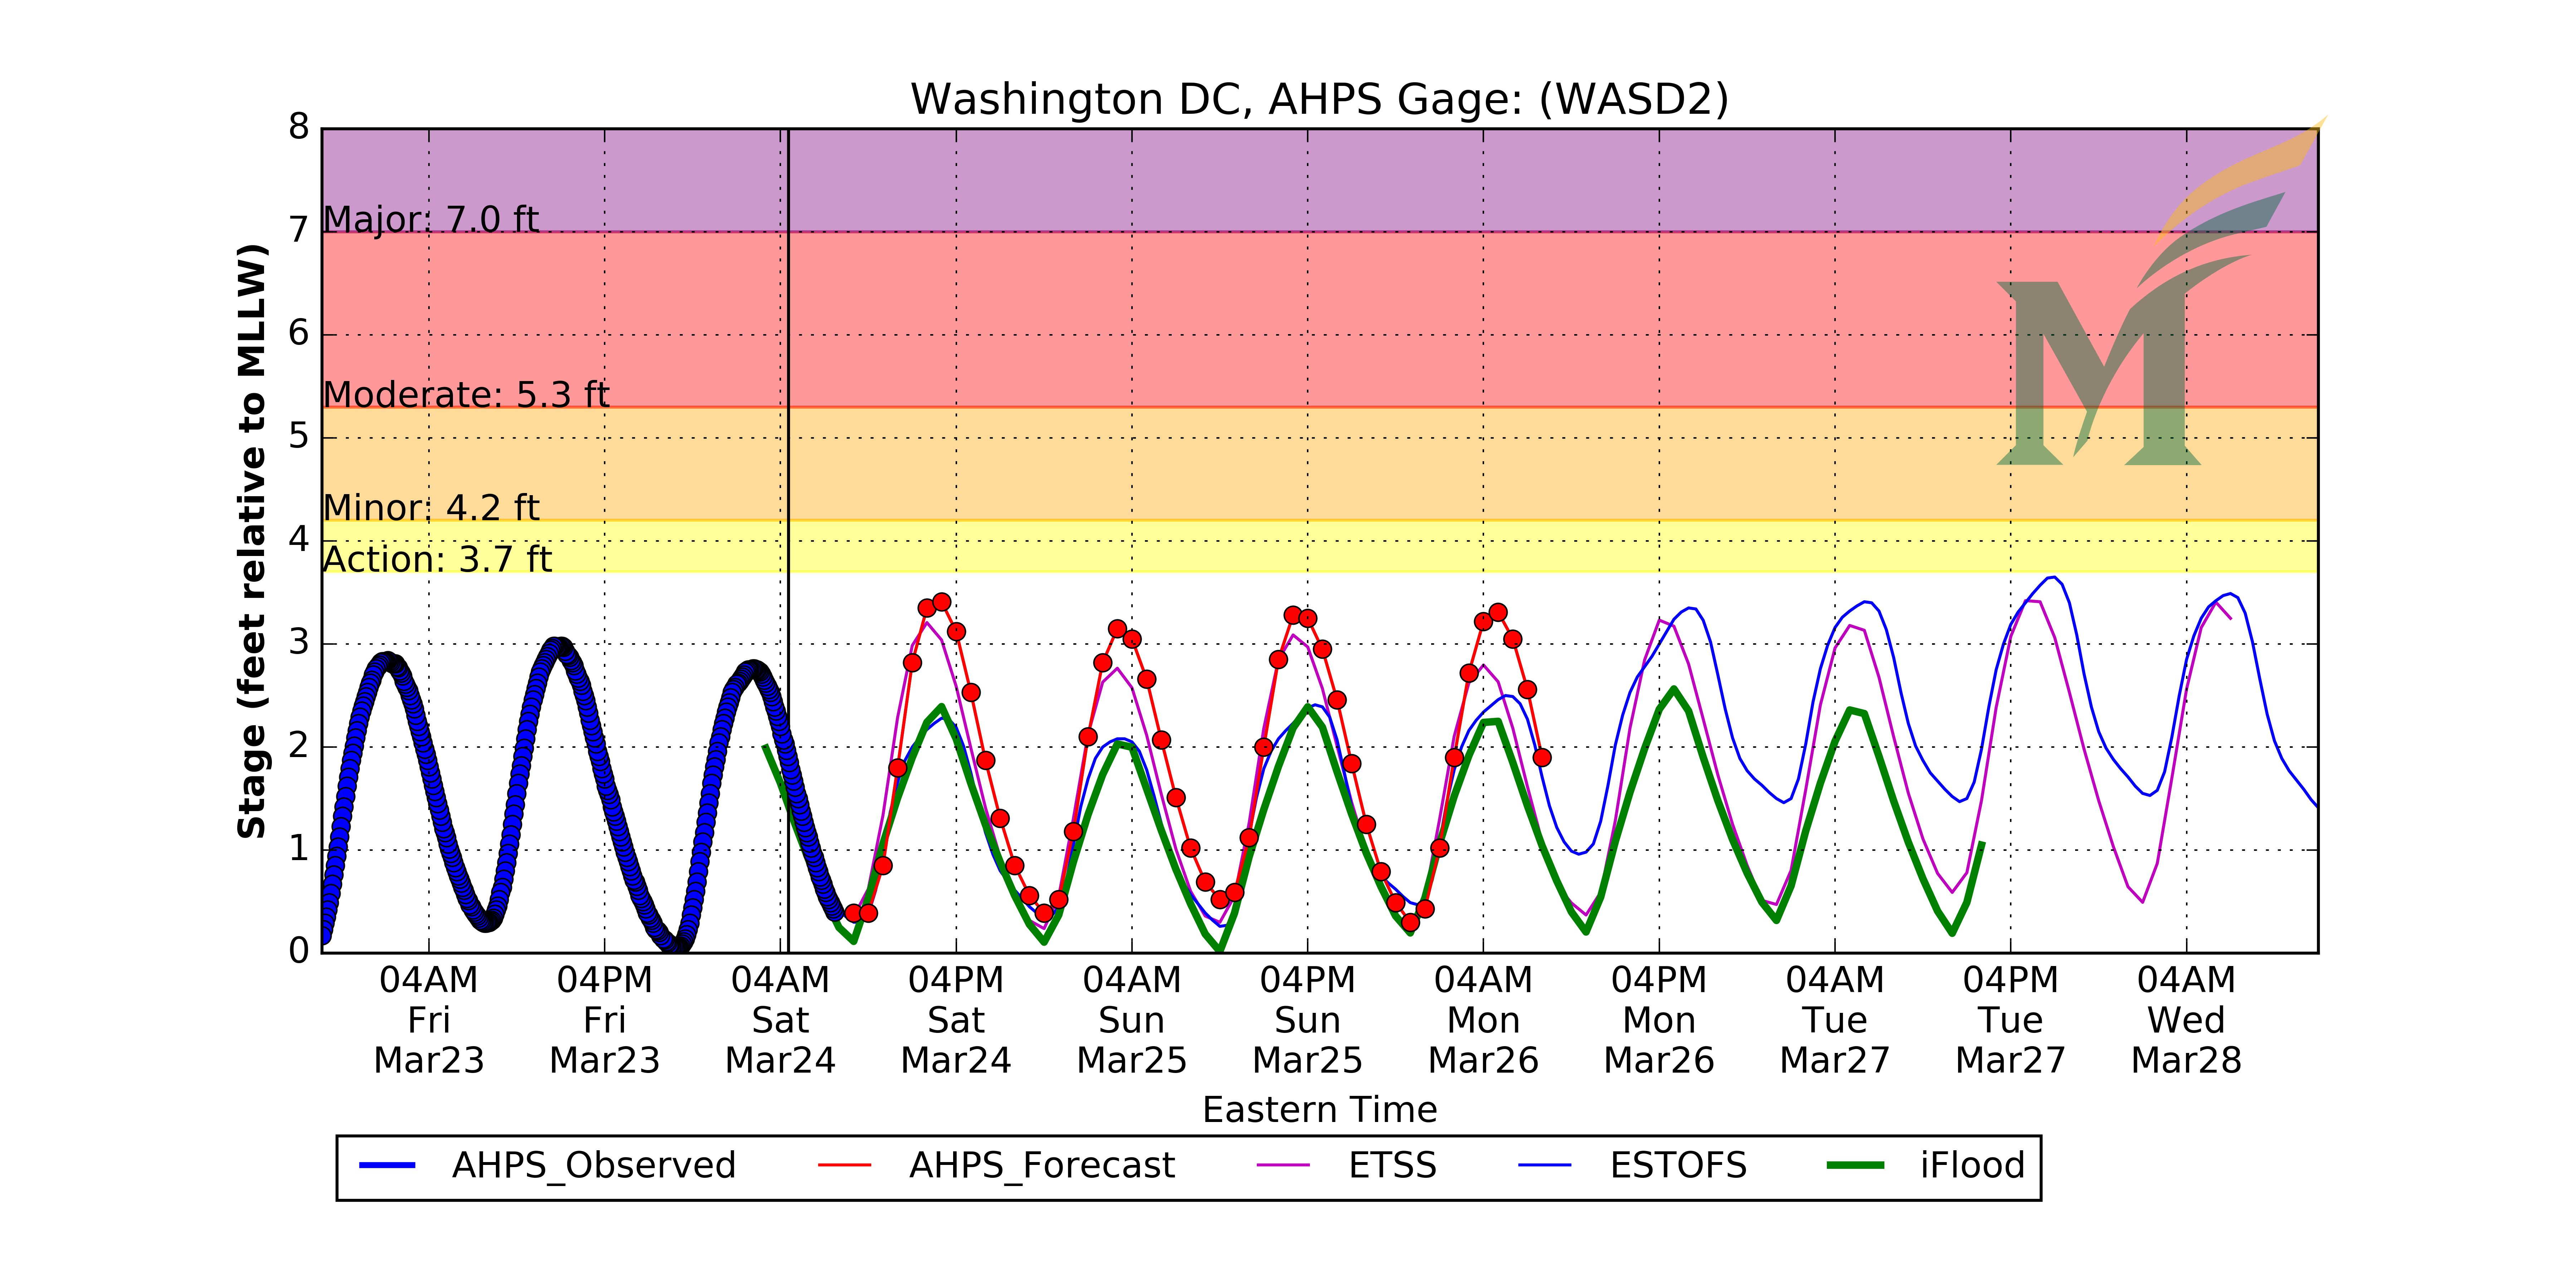 Washington DC, AHPS Gage: (WASD2)
Stage (feet relative to MLLW)
8
7
6
5
4
3
2
1
0
Major: 7.0 ft
Moderate: 5.3 ft
Minor: 4.2 ft
Action: 3.7 ft
04AM 04PM 04AM 04PM 04AM 04PM 04AM 04PM 04AM 04PM 04AM
Fri Fri Sat Sat Sun Sun Mon Mon Tue Tue Wed
Mar23 Mar23 Mar24 Mar24 Mar25 Mar25 Mar26 Mar26 Mar27 Mar27 Mar28
Eastern Time
AHPS_Observed AHPS_Forecast ETSS ESTOFS iFlood
M